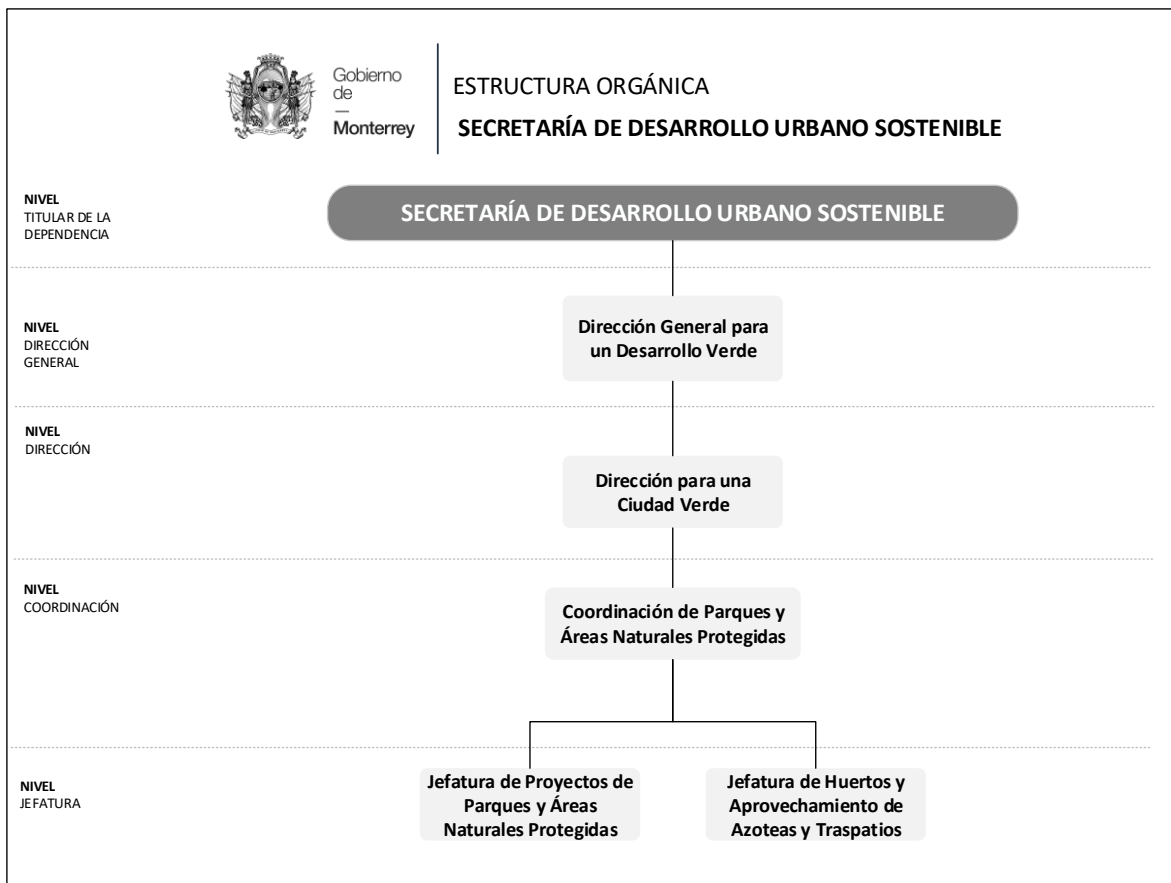 Gobierno
de
—
Monterrey
ESTRUCTURA ORGÁNICA
SECRETARÍA DE DESARROLLO URBANO SOSTENIBLE
NIVEL
TITULAR DE LA
DEPENDENCIA
SECRETARÍA DE DESARROLLO URBANO SOSTENIBLE
NIVEL
DIRECCIÓN
GENERAL
Dirección General para
un Desarrollo Verde
NIVEL
DIRECCIÓN
Dirección para una
Ciudad Verde
NIVEL
COORDINACIÓN
Coordinación de Parques y
Áreas Naturales Protegidas
NIVEL
JEFATURA
Jefatura de Proyectos de
Parques y Áreas
Naturales Protegidas
Jefatura de Huertos y
Aprovechamiento de
Azoteas y Traspatios